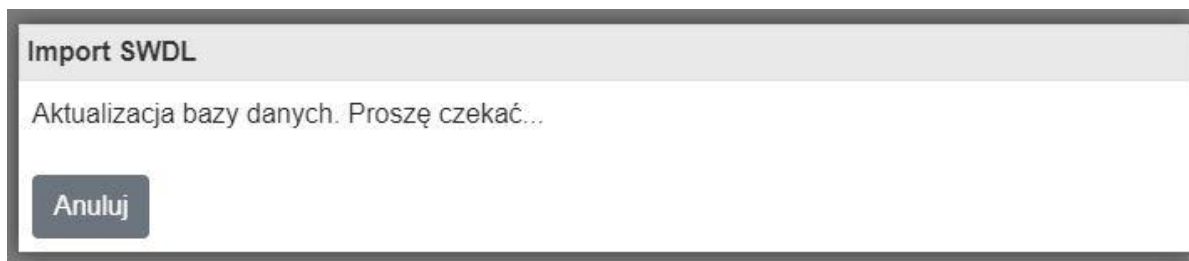 Import SWDL
Aktualizacja bazy danych. Proszę czekać...
Anuluj